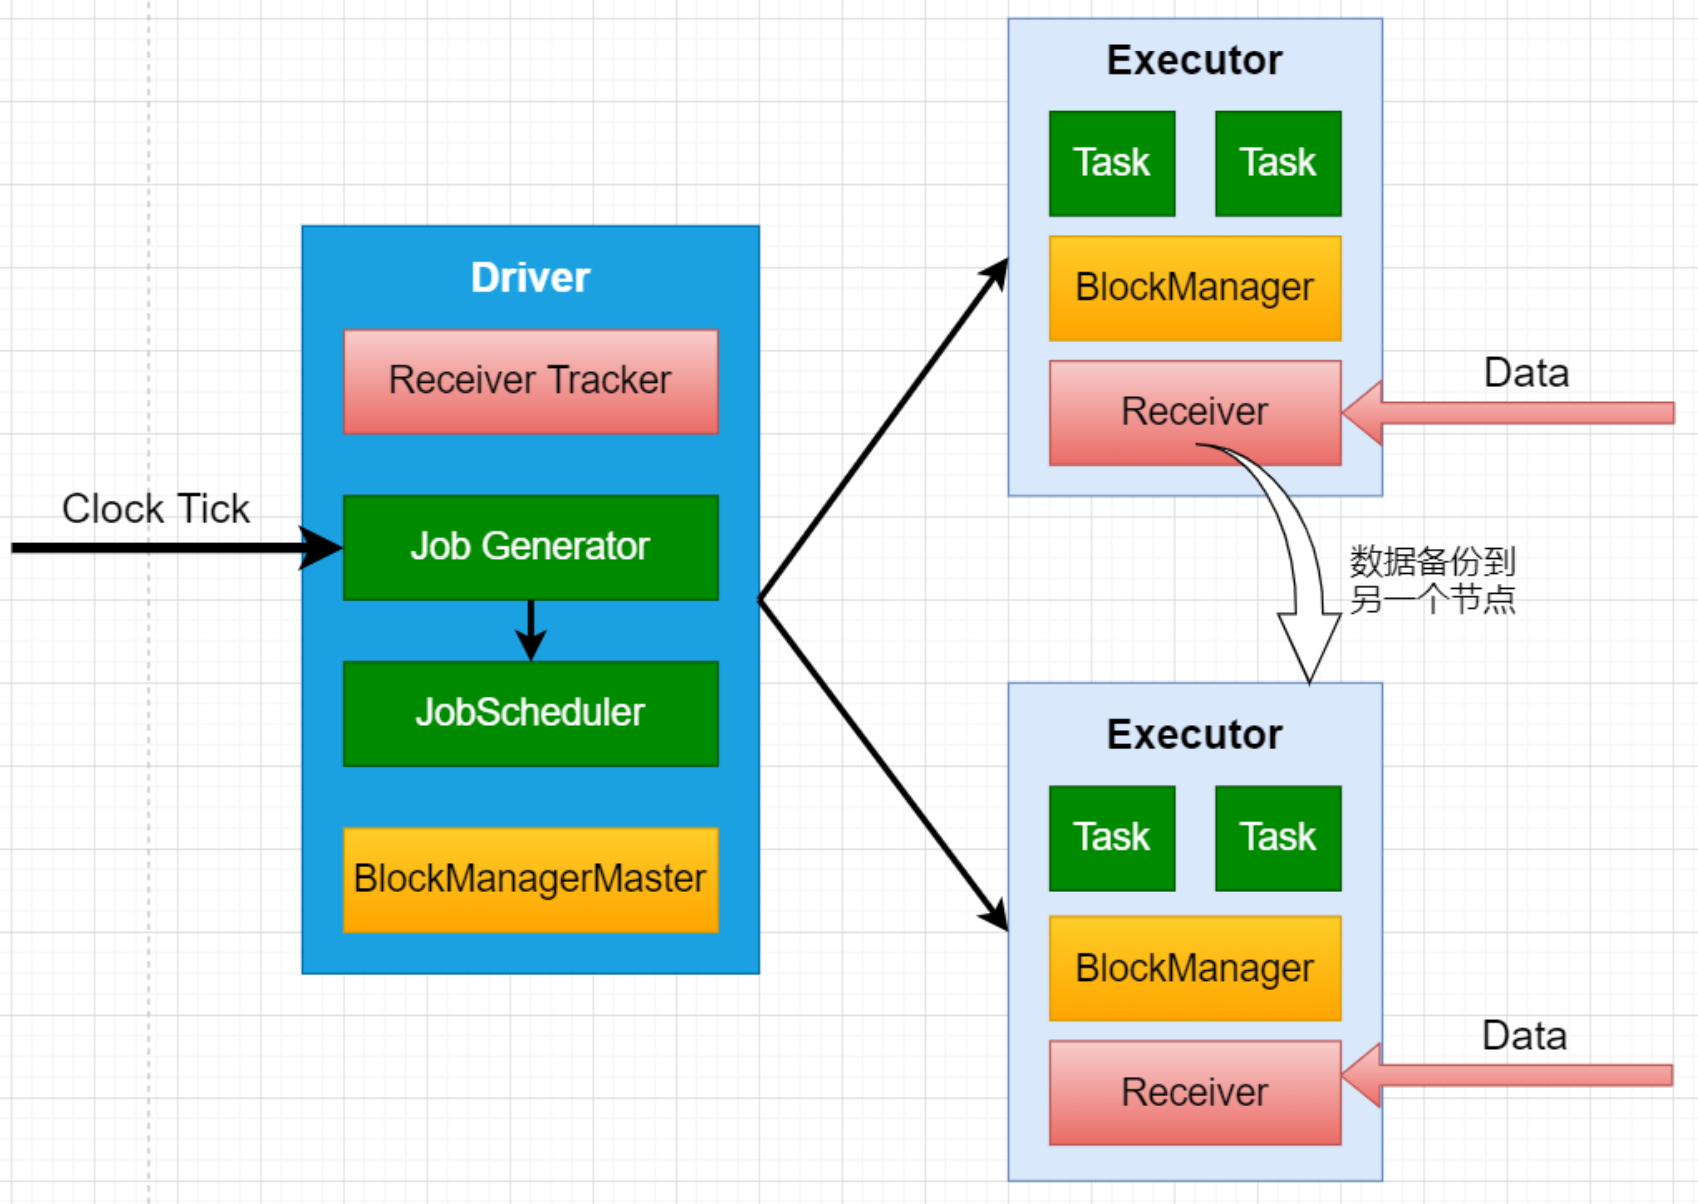 Clock Tick
Driver
Receiver Tracker
Job Generator
JobScheduler
BlockManagerMaster
Executor
Task Task
BlockManager
Receiver
Data
数据备份到
另一个节点
Executor
Task Task
BlockManager
Receiver
Data